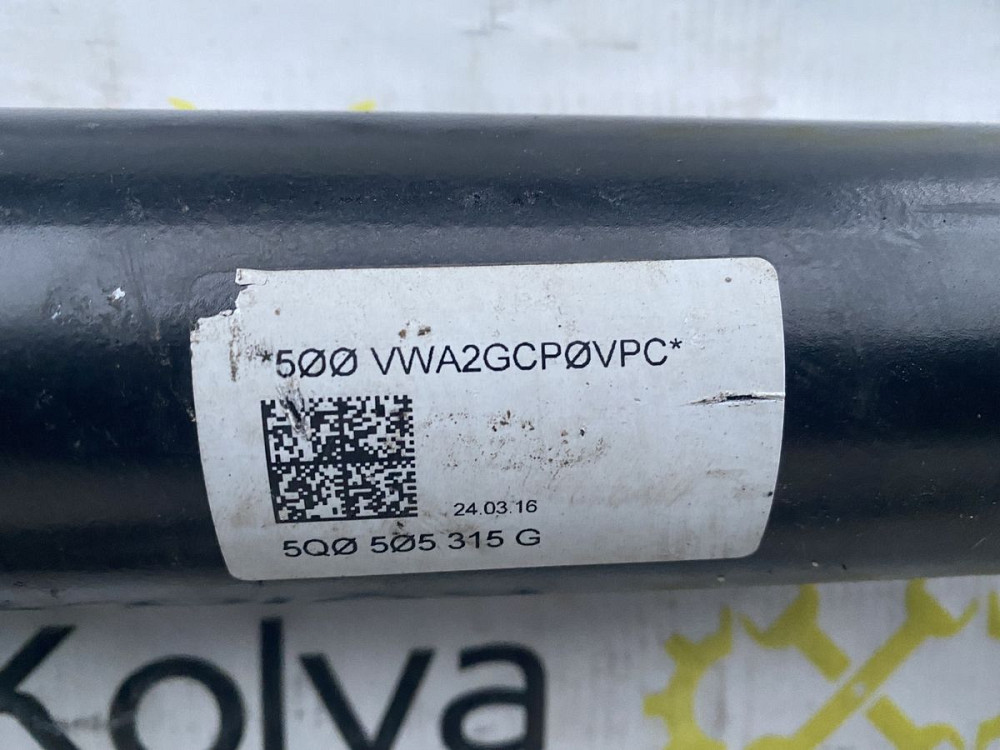 *5ØØ VWA2GCPØVPC*
24.03.16
5QØ 5Ø5 315 G
Kolva